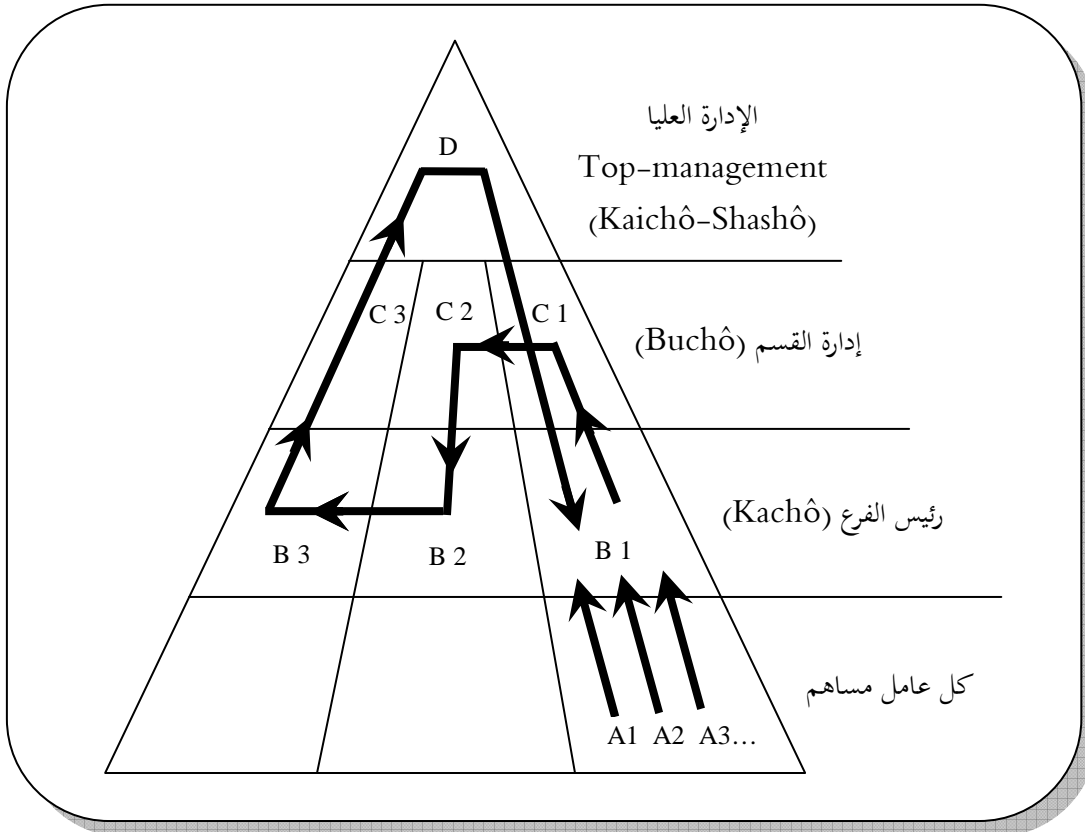 الإدارة العليا
D
Top-management
(Kaichô-Shashô)
C 3
C 2
C 1
إدارة القسم (Buchô)
رئيس الفرع (Kachô)
B 3
B 2
B 1
كل عامل مساهم
A1 A2 A3…